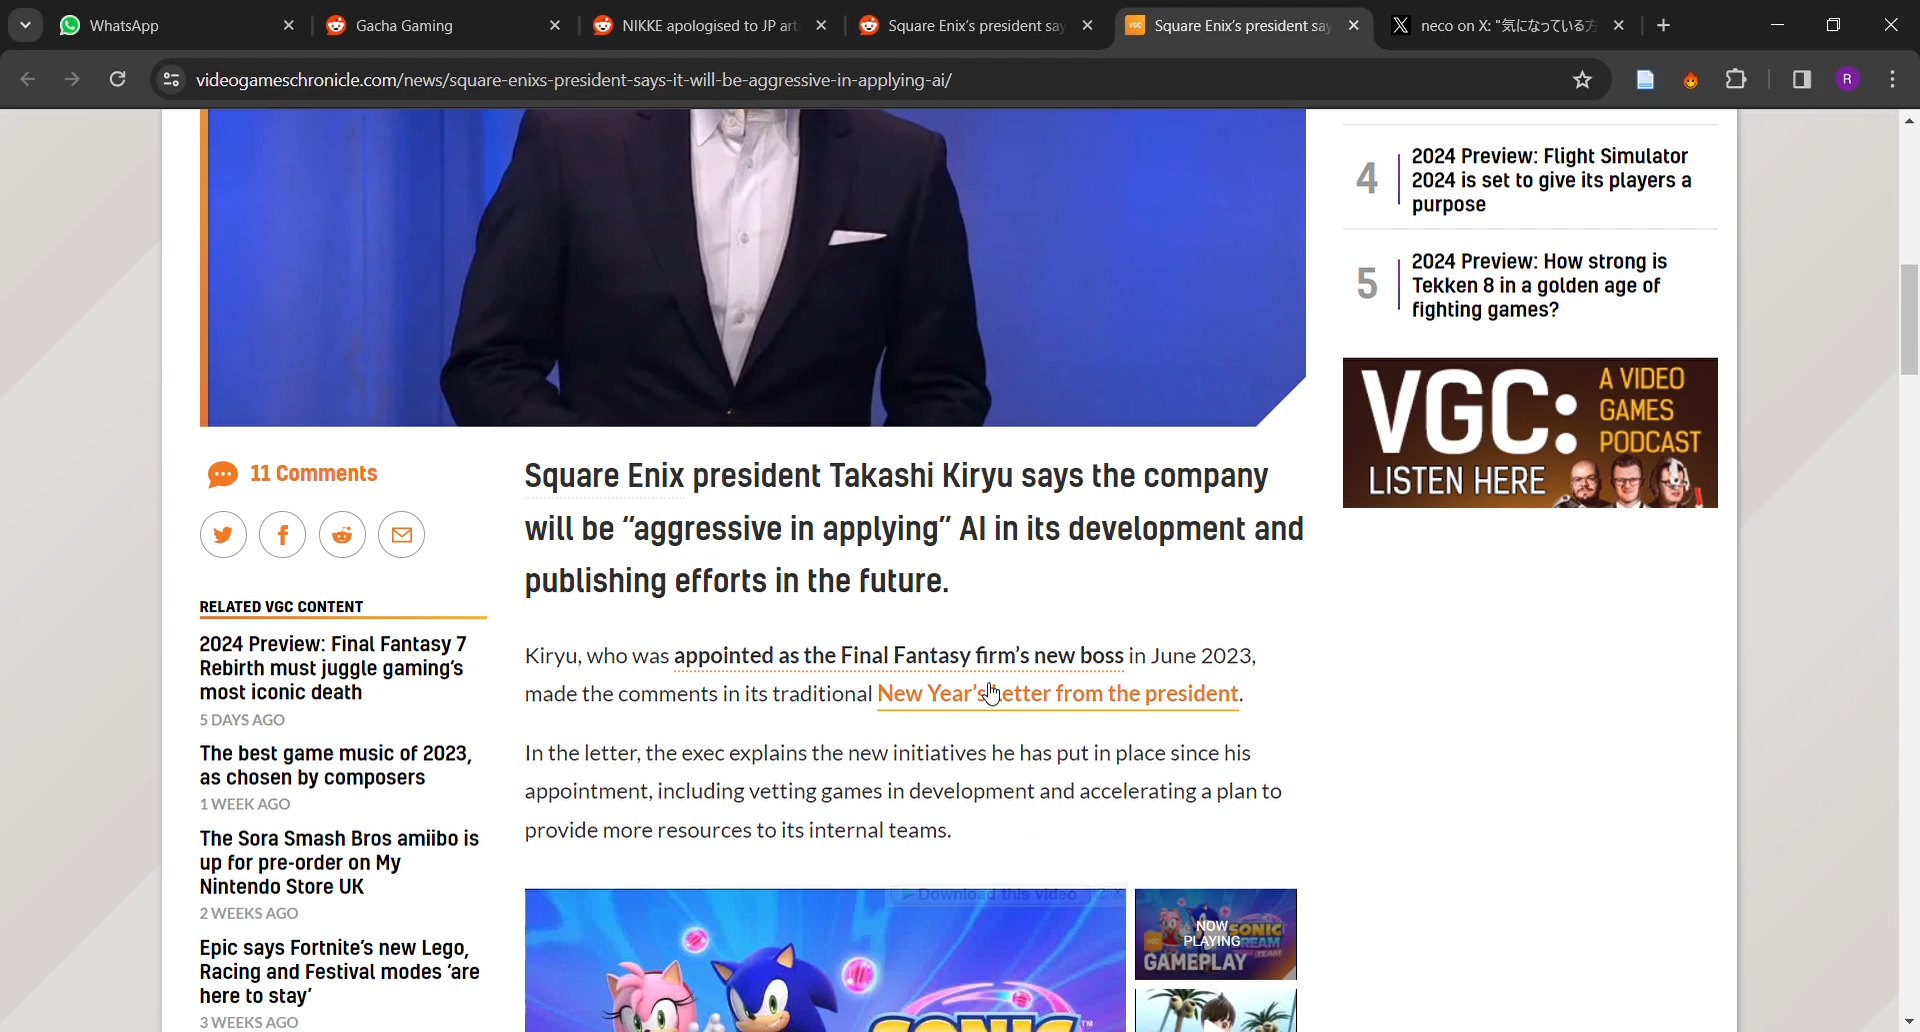 WhatsApp
Gacha Gaming
NIKKE apologised to JP art
Square Enix's president say
Square Enix's president say
neco on X: "気になっている方
videogameschronicle.com/news/square-enixs-president-says-it-will-be-aggressive-in-applying-ai/
R
4
2024 Preview: Flight Simulator
2024 is set to give its players a
purpose
5
2024 Preview: How strong is
Tekken 8 in a golden age of
fighting games?
VGC:
A VIDEO
GAMES
PODCAST
LISTEN HERE
11 Comments
RELATED VGC CONTENT
2024 Preview: Final Fantasy 7
Rebirth must juggle gaming's
most iconic death
5 DAYS AGO
The best game music of 2023,
as chosen by composers
1 WEEK AGO
The Sora Smash Bros amiibo is
up for pre-order on My
Nintendo Store UK
2 WEEKS AGO
Epic says Fortnite's new Lego,
Racing and Festival modes 'are
here to stay'
3 WEEKS AGO
Square Enix president Takashi Kiryu says the company
will be “aggressive in applying” AI in its development and
publishing efforts in the future.
Kiryu, who was appointed as the Final Fantasy firm's new boss in June 2023,
made the comments in its traditional New Year's Letter from the president.
In the letter, the exec explains the new initiatives he has put in place since his
appointment, including vetting games in development and accelerating a plan to
provide more resources to its internal teams.
Download this video
SONIC
TM
NOW
PLAYING
SONIC
DREAM
TEAM
GAMEPLAY